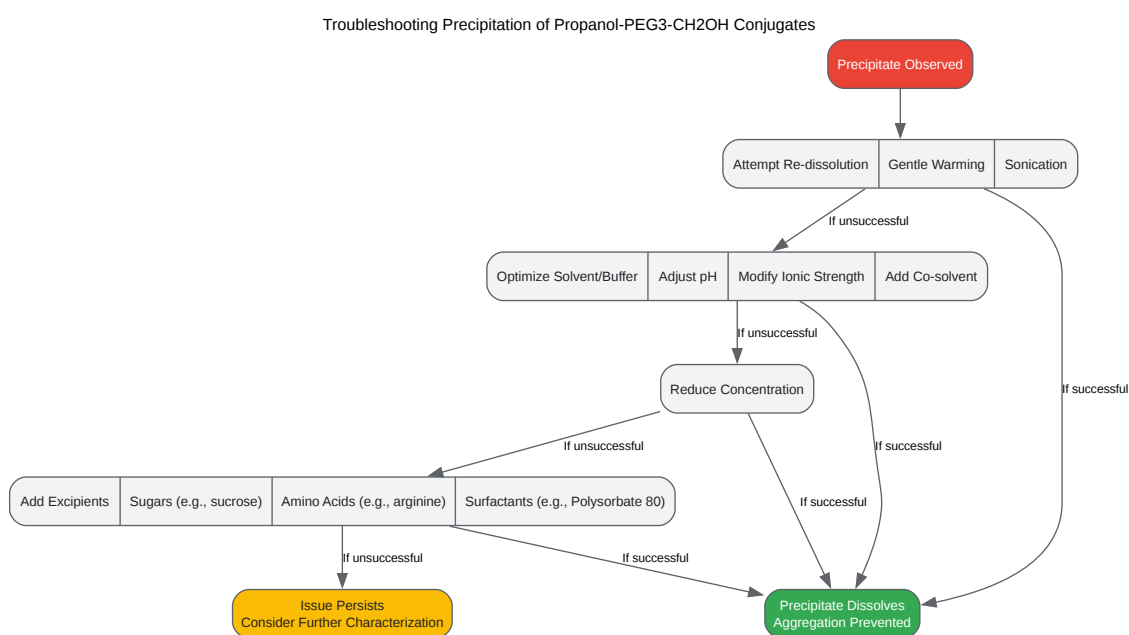 Troubleshooting Precipitation of Propanol-PEG3-CH2OH Conjugates
Precipitate Observed
Attempt Re-dissolution
Gentle Warming
Sonication
If unsuccessful
Optimize Solvent/Buffer
Adjust pH
Modify Ionic Strength
Add Co-solvent
If unsuccessful
Reduce Concentration
If successful
If unsuccessful
If successful
Add Excipients
Sugars (e.g., sucrose)
Amino Acids (e.g., arginine)
Surfactants (e.g., Polysorbate 80)
If successful
If unsuccessful
If successful
Issue Persists
Consider Further Characterization
Precipitate Dissolves
Aggregation Prevented